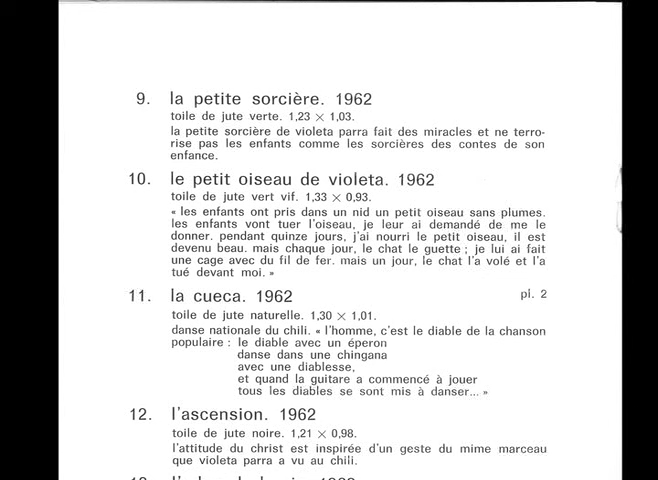 9. la petite sorcière. 1962
toile de jute verte. 1,23 × 1,03.
la petite sorcière de violeta parra fait des miracles et ne terro-
rise pas les enfants comme les sorcières des contes de son
enfance.
10. le petit oiseau de violeta. 1962
toile de jute vert vif. 1,33 × 0,93.
« les enfants ont pris dans un nid un petit oiseau sans plumes.
les enfants vont tuer l'oiseau, je leur ai demandé de me le
donner. pendant quinze jours, j'ai nourri le petit oiseau, il est
devenu beau. mais chaque jour, le chat le guette ; je lui ai fait
une cage avec du fil de fer. mais un jour, le chat l'a volé et l'a
tué devant moi. »
11. la cueca. 1962 pl. 2
toile de jute naturelle. 1,30 × 1,01.
danse nationale du chili. « l'homme, c'est le diable de la chanson
populaire : le diable avec un éperon
danse dans une chingana
avec une diablesse,
et quand la guitare a commencé à jouer
tous les diables se sont mis à danser... »
12. l'ascension. 1962
toile de jute noire. 1,21 × 0,98.
l'attitude du christ est inspirée d'un geste du mime marceau
que violeta parra a vu au chili.